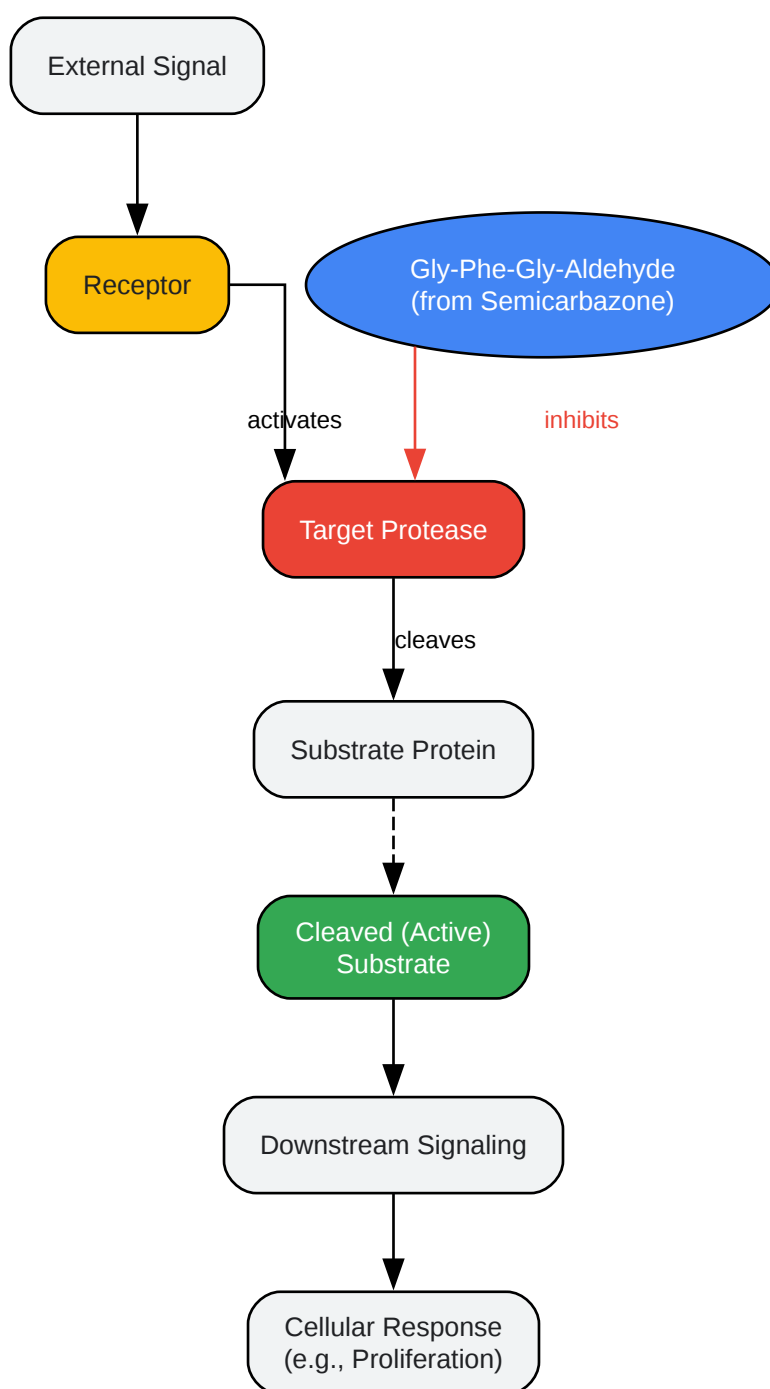 External Signal
Receptor
Gly-Phe-Gly-Aldehyde
(from Semicarbazone)
activates
inhibits
Target Protease
cleaves
Substrate Protein
Cleaved (Active)
Substrate
Downstream Signaling
Cellular Response
(e.g., Proliferation)